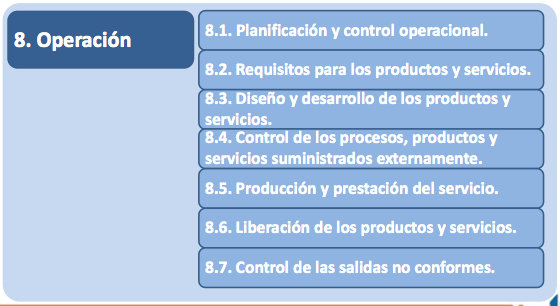 8. Operación
8.1. Planificación y control operacional.
8.2. Requisitos para los productos y servicios.
8.3. Diseño y desarrollo de los productos y
servicios.
8.4. Control de los procesos, productos y
servicios suministrados externamente.
8.5. Producción y prestación del servicio.
8.6. Liberación de los productos y servicios.
8.7. Control de las salidas no conformes.